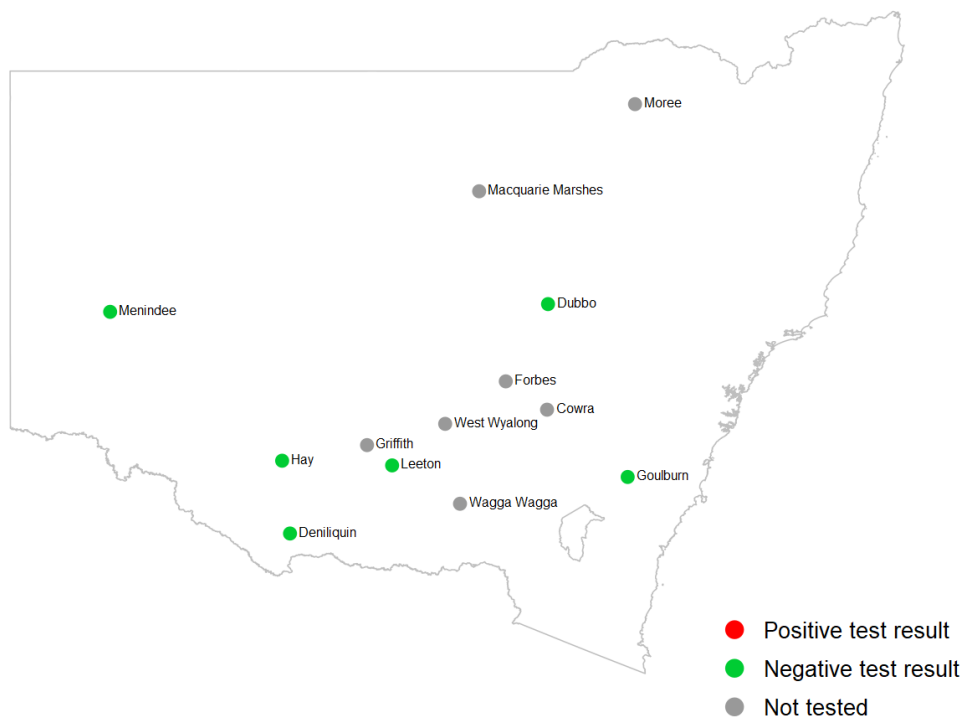 Moree
Macquarie Marshes
Dubbo
Menindee
Forbes
Cowra
West Wyalong
Griffith
Hay
Leeton
Goulburn
Wagga Wagga
Deniliquin
Positive test result
Negative test result
Not tested